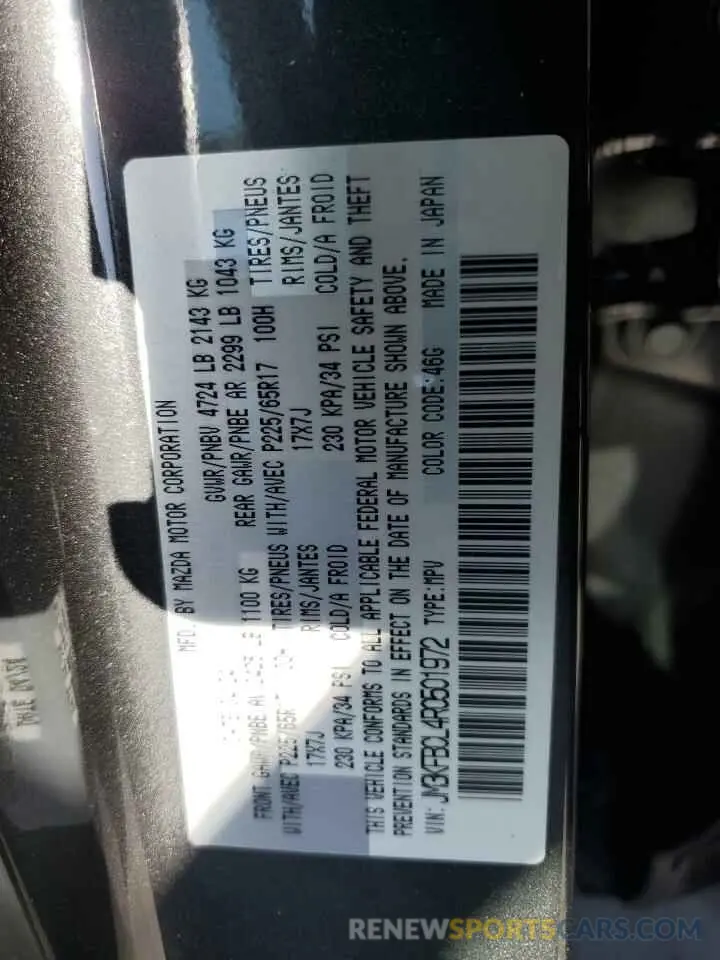 MFD. BY MAZDA MOTOR CORPORATION
GVWR/PNBV 4724 LB 2143 KG
FRONT GAWR/PNBE LB 1100 KG REAR GAWR/PNBE AR 2299 LB 1043 KG
WITH/AVEC TIRES/PNEUS WITH/AVEC P225/65R17 100H TIRES/PNEUS
17X7J RIMS/JANTES 17X7J RIMS/JANTES
230 KPA/34 PSI COLD/A FROID 230 KPA/34 PSI COLD/A FROID
THIS VEHICLE CONFORMS TO ALL APPLICABLE FEDERAL MOTOR VEHICLE SAFETY AND THEFT
PREVENTION STANDARDS IN EFFECT ON THE DATE OF MANUFACTURE SHOWN ABOVE.
VIN: JM3KFBCL4R0501972 TYPE:MPV COLOR CODE:46G MADE IN JAPAN
RENEWSPORTSCARS.COM